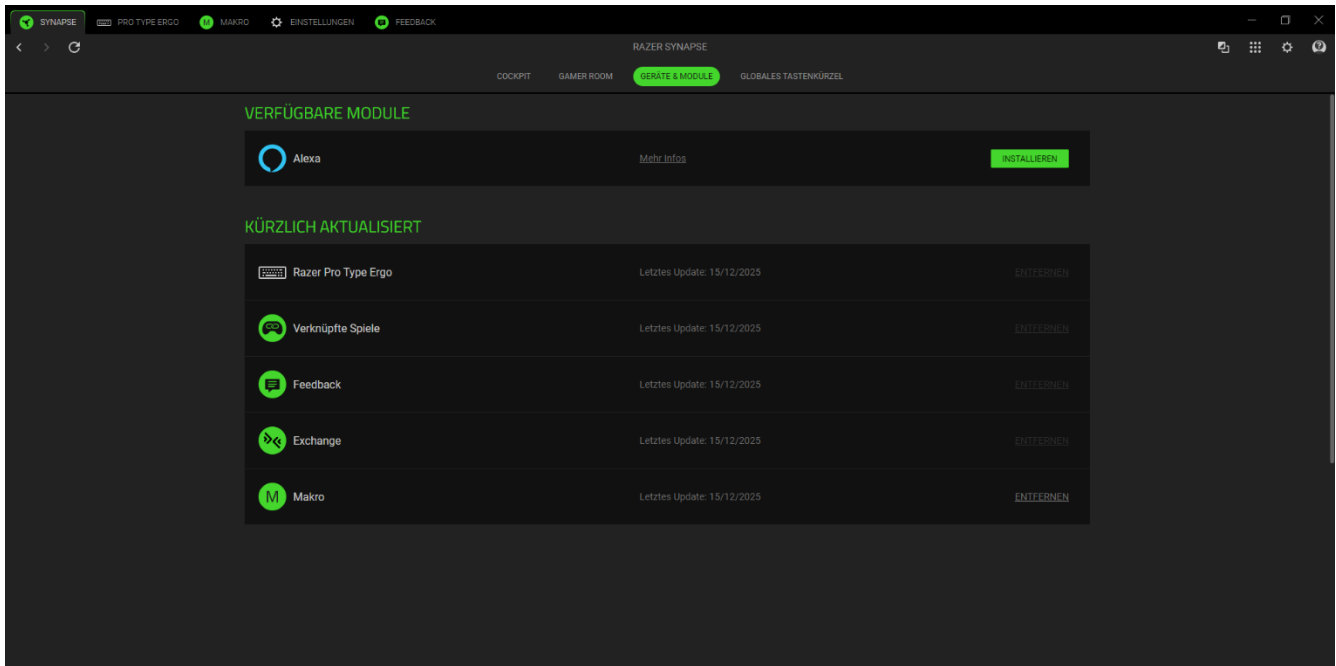 SYNAPSE PRO TYPE ERGO M MAKRO EINSTELLUNGEN FEEDBACK
RAZER SYNAPSE
COCKPIT GAMER ROOM GERÄTE & MODULE GLOBALES TASTENKÜRZEL
VERFÜGBARE MODULE
Alexa Mehr Infos INSTALLIEREN
KÜRZLICH AKTUALISIERT
Razer Pro Type Ergo Letztes Update: 15/12/2025 ENTFERNEN
Verknüpfte Spiele Letztes Update: 15/12/2025 ENTFERNEN
Feedback Letztes Update: 15/12/2025 ENTFERNEN
Exchange Letztes Update: 15/12/2025 ENTFERNEN
M Makro Letztes Update: 15/12/2025 ENTFERNEN